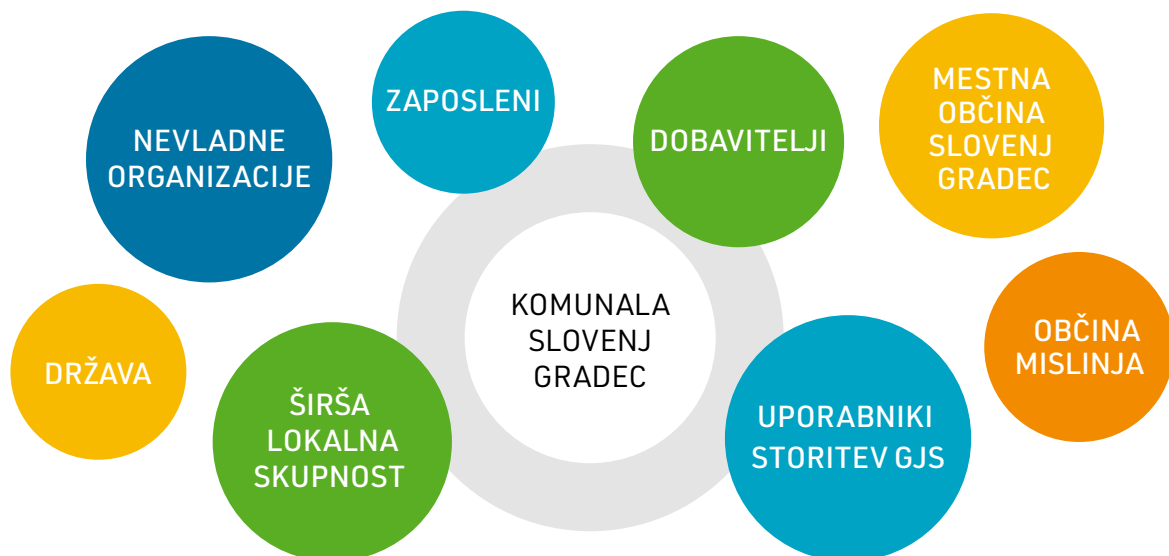 NEVLADNE
ORGANIZACIJE
ZAPOSLENI
DOBAVITELJI
MESTNA
OBČINA
SLOVENJ
GRADEC
DRŽAVA
ŠIRŠA
LOKALNA
SKUPNOST
KOMUNALA
SLOVENJ
GRADEC
UPORABNIKI
STORITEV GJS
OBČINA
MISLINJA